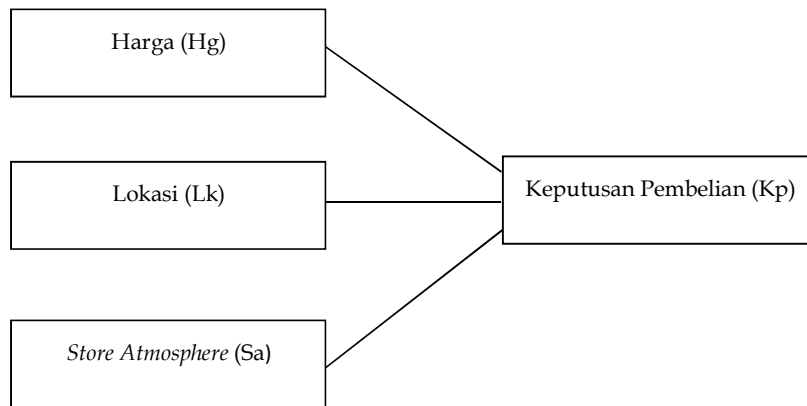 Harga (Hg)
Lokasi (Lk)
Keputusan Pembelian (Kp)
Store Atmosphere (Sa)